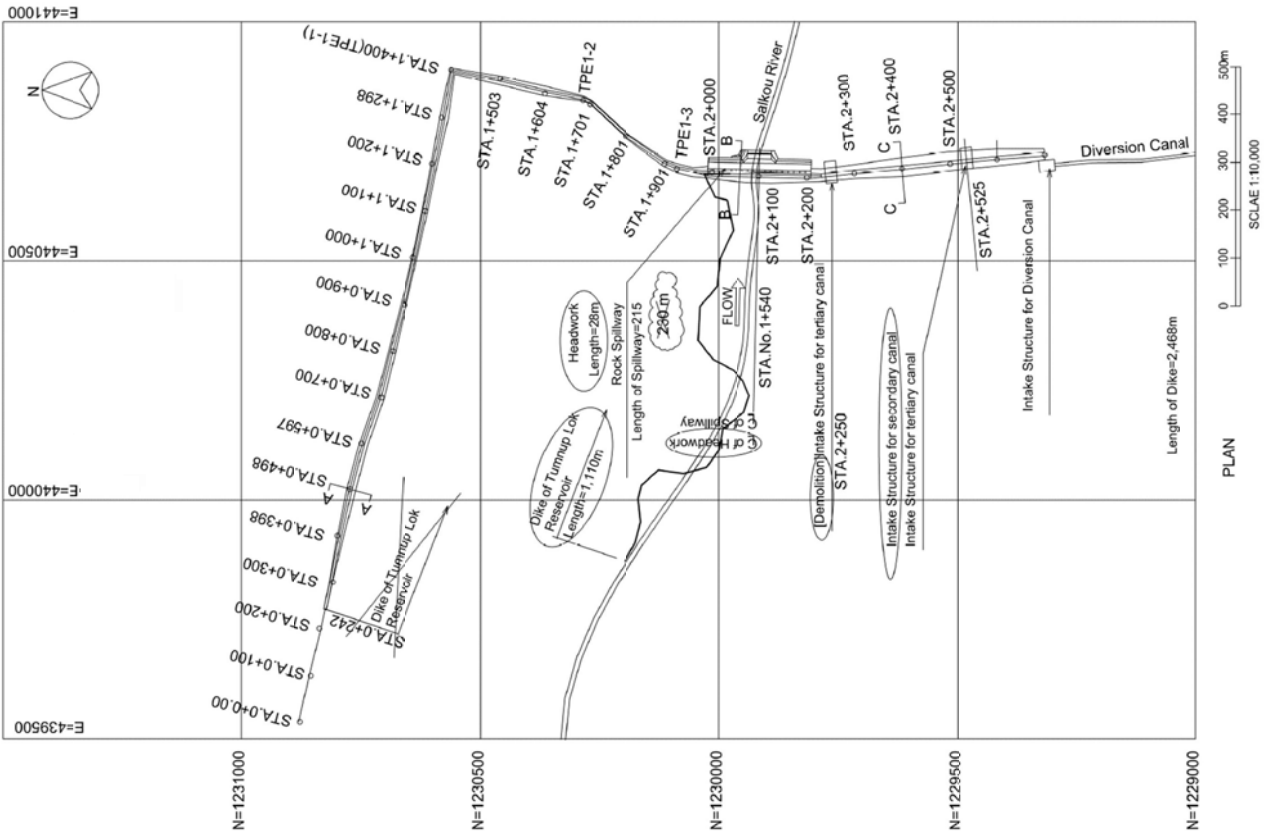 E=441000
E=440500
E=440000
E=439500
N
STA.0+0.00
STA.0+100
STA.0+200
STA.0+242
STA.0+300
STA.0+398
STA.0+498
STA.0+597
STA.0+700
STA.0+800
STA.0+900
STA.1+000
STA.1+100
STA.1+200
STA.1+298
STA.1+400(TPE1-1)
A
A
Dike of Tumnup Lok
Reservoir
STA.1+503
STA.1+604
STA.1+701
TPE1-2
STA.1+801
STA.1+901
TPE1-3
STA.2+000
B
B
Salkou River
STA.2+100
STA.2+200
STA.2+300
C
C
STA.2+400
STA.2+500
STA.2+525
Diversion Canal
Headwork
Length=28m
Rock Spillway
Length of Spillway=215
FLOW
STA.No.1+540
Dike of Tumnup Lok
Reservoir
Length=1,110m
℄ of Spillway
℄ of Headwork
[Demolition]Intake Structure for tertiary canal
STA.2+250
Intake Structure for secondary canal
Intake Structure for tertiary canal
Intake Structure for Diversion Canal
Length of Dike=2,468m
PLAN
0 100 200 300 400 500m
SCLAE 1:10,000
N=1231000
N=1230500
N=1230000
N=1229500
N=1229000